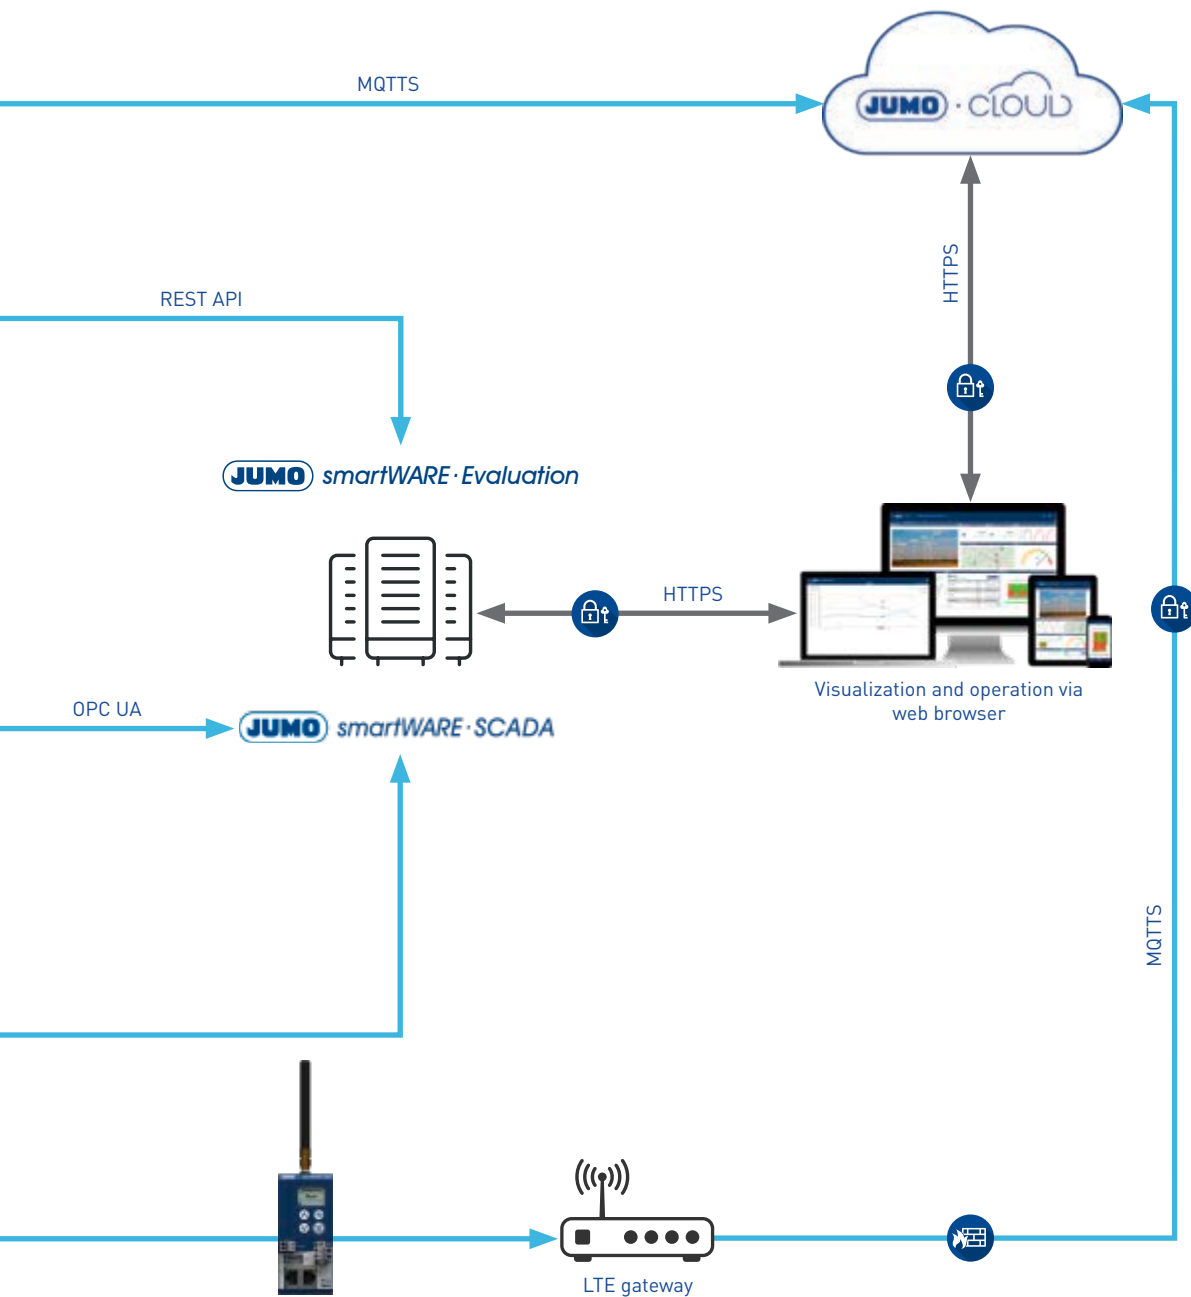 MQTTS
JUMO · CLOUD
HTTPS
REST API
JUMO smartWARE · Evaluation
HTTPS
Visualization and operation via
web browser
OPC UA
JUMO smartWARE · SCADA
MQTTS
LTE gateway